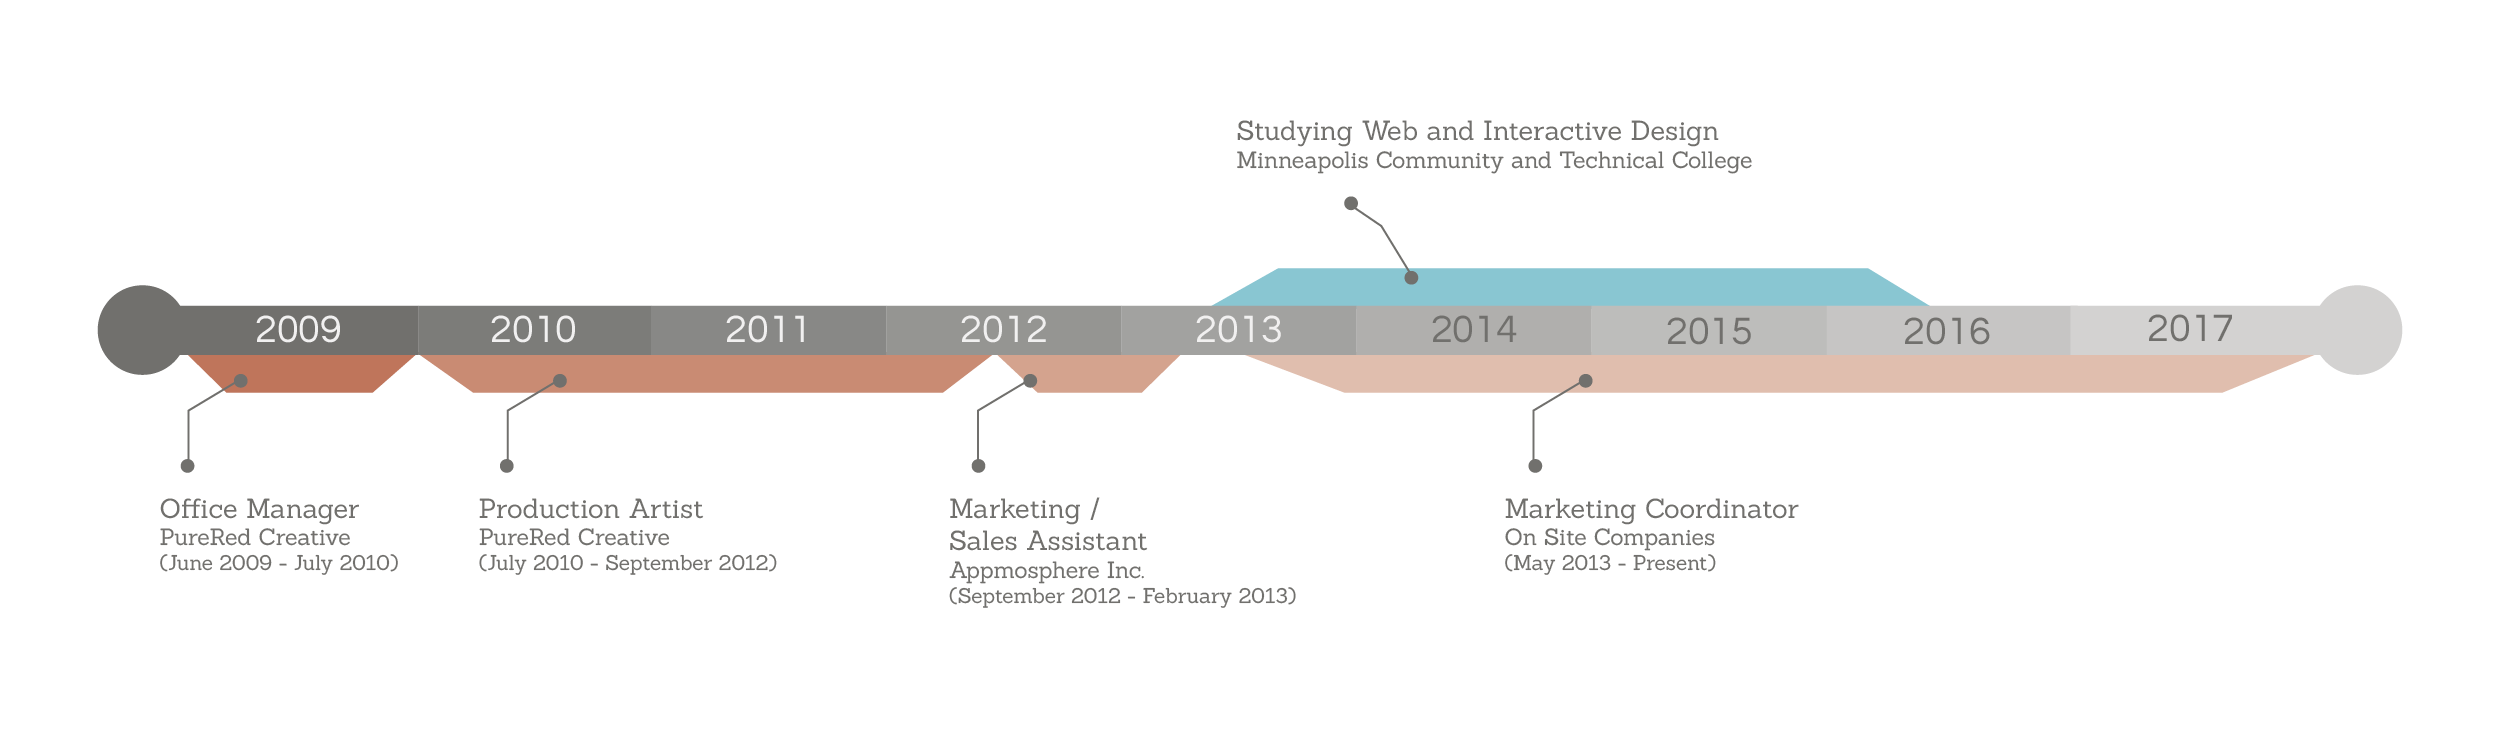 Studying Web and Interactive Design
Minneapolis Community and Technical College
2009 2010 2011 2012 2013 2014 2015 2016 2017
Office Manager
PureRed Creative
(June 2009 - July 2010)
Production Artist
PureRed Creative
(July 2010 - September 2012)
Marketing /
Sales Assistant
Appmosphere Inc.
(September 2012 - February 2013)
Marketing Coordinator
On Site Companies
(May 2013 - Present)